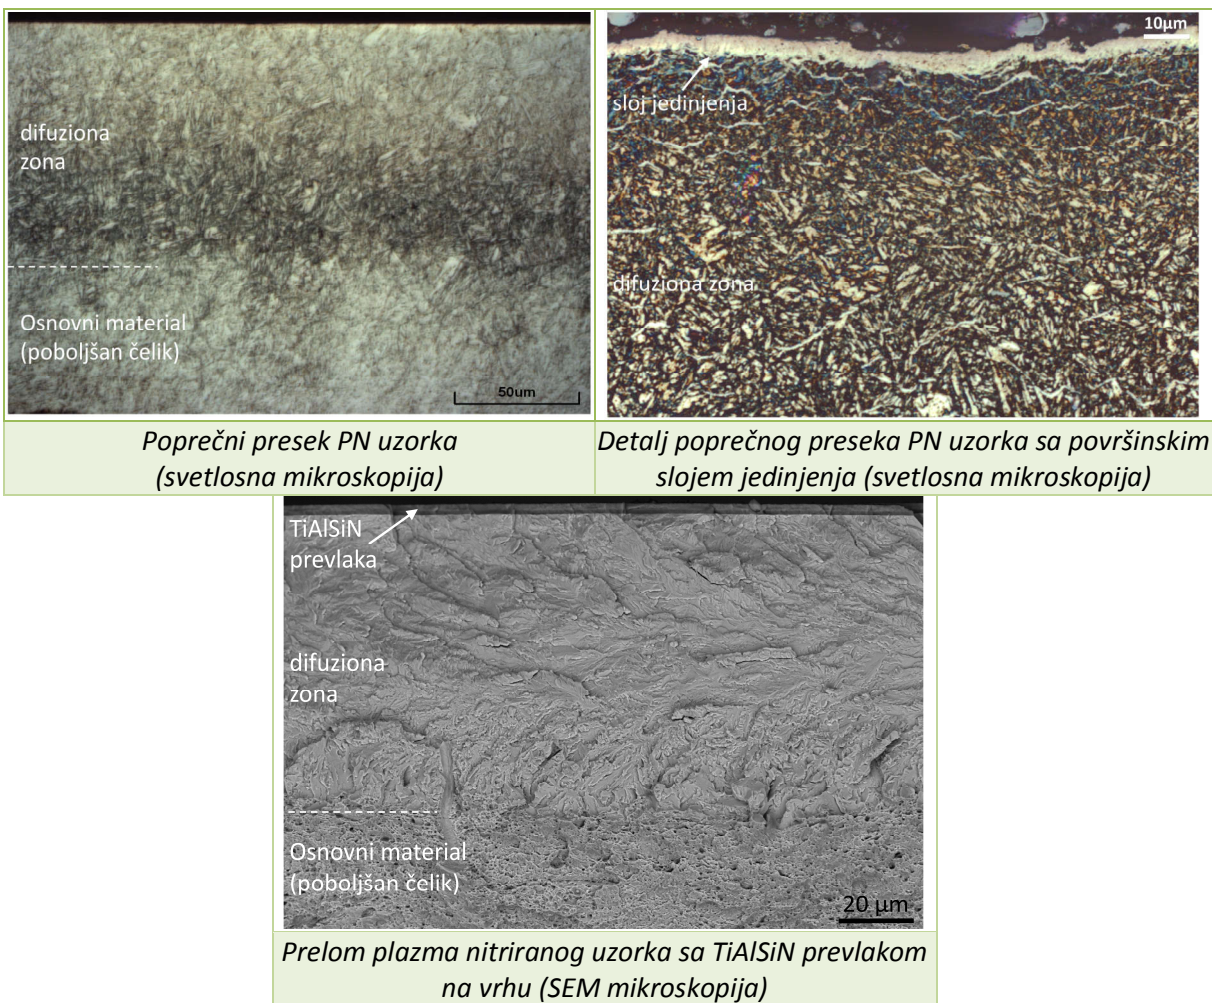 difuziona
zona
Osnovni material
(poboljšan čelik)
50um
10µm
sloj jedinjenja
difuziona zona
Poprečni presek PN uzorka
(svetlosna mikroskopija)
Detalj poprečnog preseka PN uzorka sa površinskim
slojem jedinjenja (svetlosna mikroskopija)
TiAlSiN
prevlaka
difuziona
zona
Osnovni material
(poboljšan čelik)
20 µm
Prelom plazma nitriranog uzorka sa TiAlSiN prevlakom
na vrhu (SEM mikroskopija)